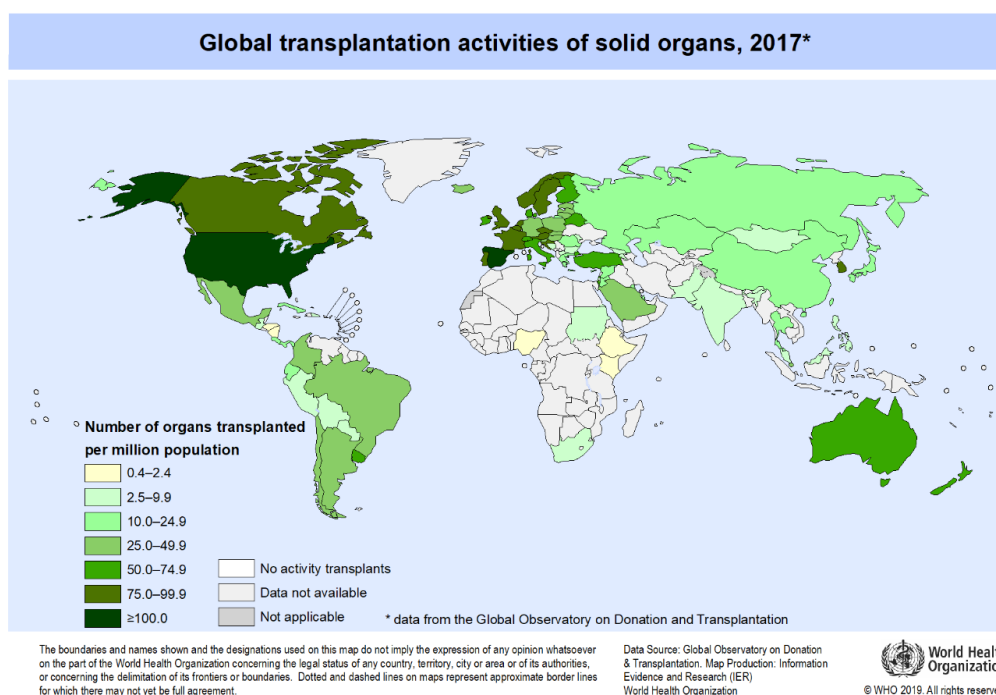 Global transplantation activities of solid organs, 2017*
Number of organs transplanted
per million population
0.4–2.4
2.5–9.9
10.0–24.9
25.0–49.9
50.0–74.9
75.0–99.9
≥100.0
No activity transplants
Data not available
Not applicable
* data from the Global Observatory on Donation and Transplantation
The boundaries and names shown and the designations used on this map do not imply the expression of any opinion whatsoever
on the part of the World Health Organization concerning the legal status of any country, territory, city or area or of its authorities,
or concerning the delimitation of its frontiers or boundaries. Dotted and dashed lines on maps represent approximate border lines
for which there may not yet be full agreement.
Data Source: Global Observatory on Donation
& Transplantation. Map Production: Information
Evidence and Research (IER)
World Health Organization
World Heal
Organizatio
© WHO 2019. All rights reserve